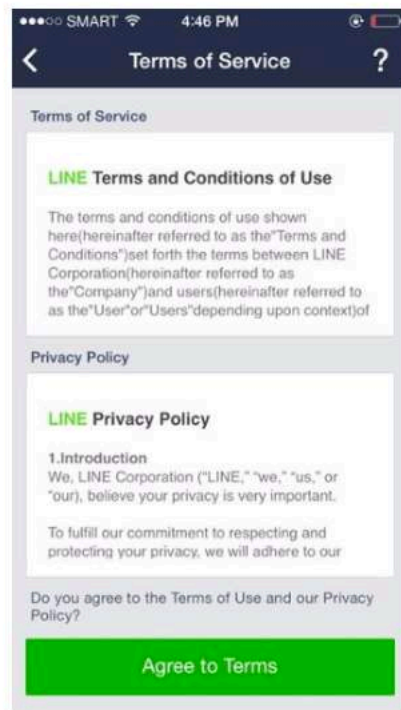 SMART 4:46 PM
Terms of Service ?
Terms of Service
LINE Terms and Conditions of Use
The terms and conditions of use shown
here(hereinafter referred to as the"Terms and
Conditions")set forth the terms between LINE
Corporation(hereinafter referred to as
the"Company")and users(hereinafter referred to
as the"User"or"Users"depending upon context)of
Privacy Policy
LINE Privacy Policy
1.Introduction
We, LINE Corporation (“LINE,” “we,” “us,” or
“our), believe your privacy is very important.
To fulfill our commitment to respecting and
protecting your privacy, we will adhere to our
Do you agree to the Terms of Use and our Privacy
Policy?
Agree to Terms